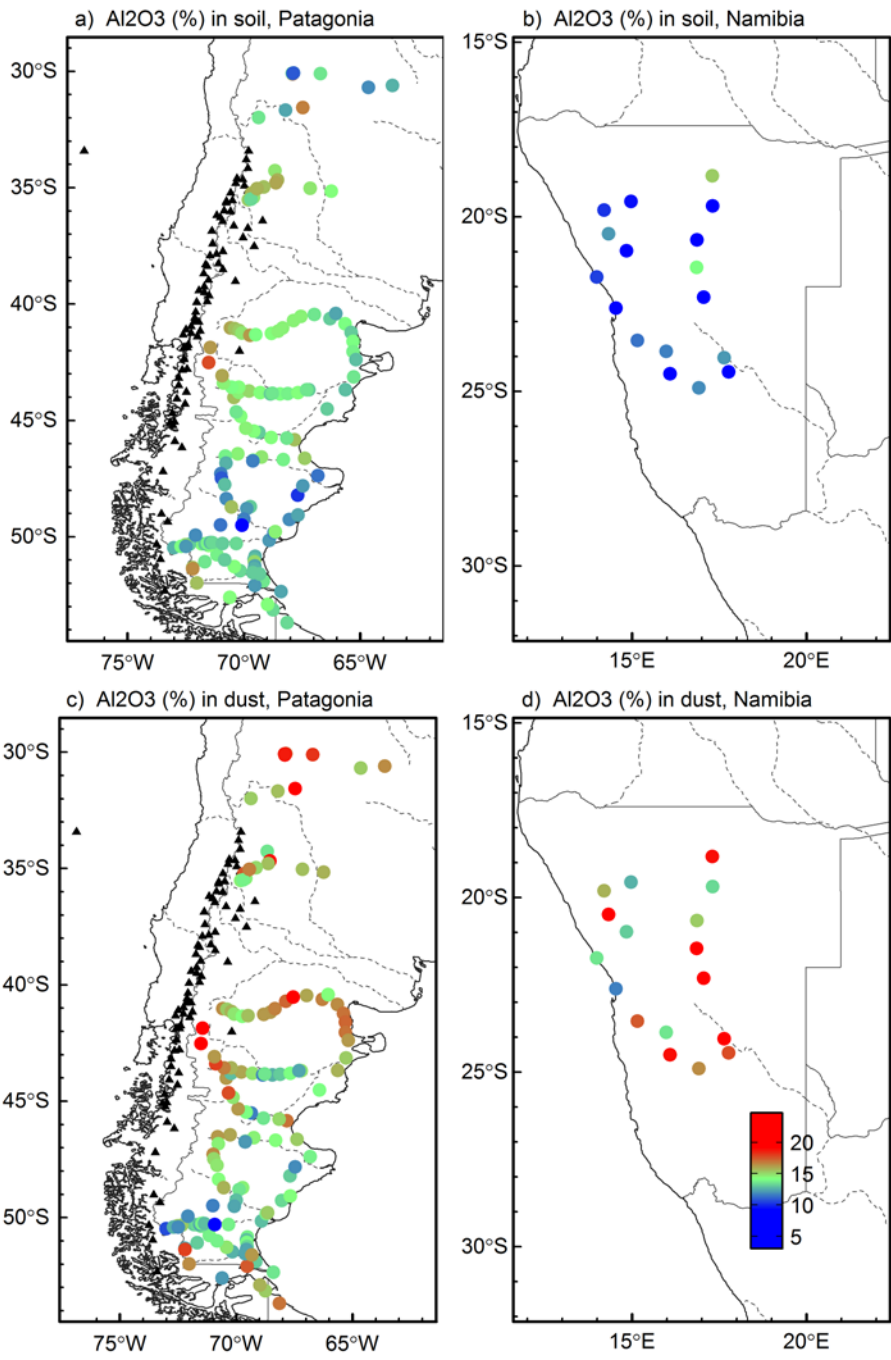 a) Al2O3 (%) in soil, Patagonia
b) Al2O3 (%) in soil, Namibia
30°S
35°S
40°S
45°S
50°S
75°W 70°W 65°W
15°S
20°S
25°S
30°S
15°E 20°E
c) Al2O3 (%) in dust, Patagonia
d) Al2O3 (%) in dust, Namibia
30°S
35°S
40°S
45°S
50°S
75°W 70°W 65°W
15°S
20°S
25°S
30°S
20
15
10
5
15°E 20°E